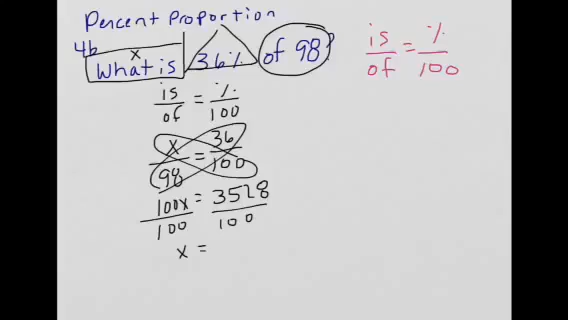 Percent Proportion
4b x
What is 36% of 98?
is/of = %/100
is/of = %/100
x/98 = 36/100
100x/100 = 3528/100
x =